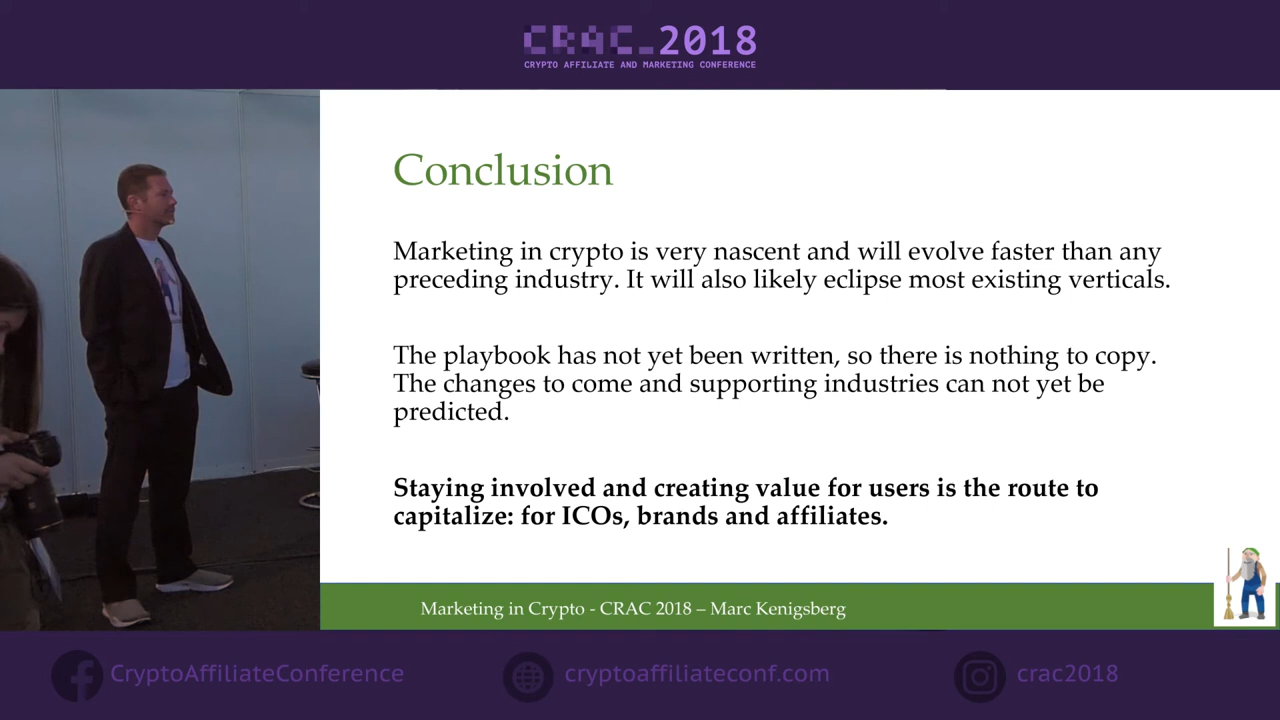 CRAC_2018
CRYPTO AFFILIATE AND MARKETING CONFERENCE
Conclusion
Marketing in crypto is very nascent and will evolve faster than any
preceding industry. It will also likely eclipse most existing verticals.
The playbook has not yet been written, so there is nothing to copy.
The changes to come and supporting industries can not yet be
predicted.
Staying involved and creating value for users is the route to
capitalize: for ICOs, brands and affiliates.
Marketing in Crypto - CRAC 2018 – Marc Kenigsberg
CryptoAffiliateConference
cryptoaffiliateconf.com
crac2018